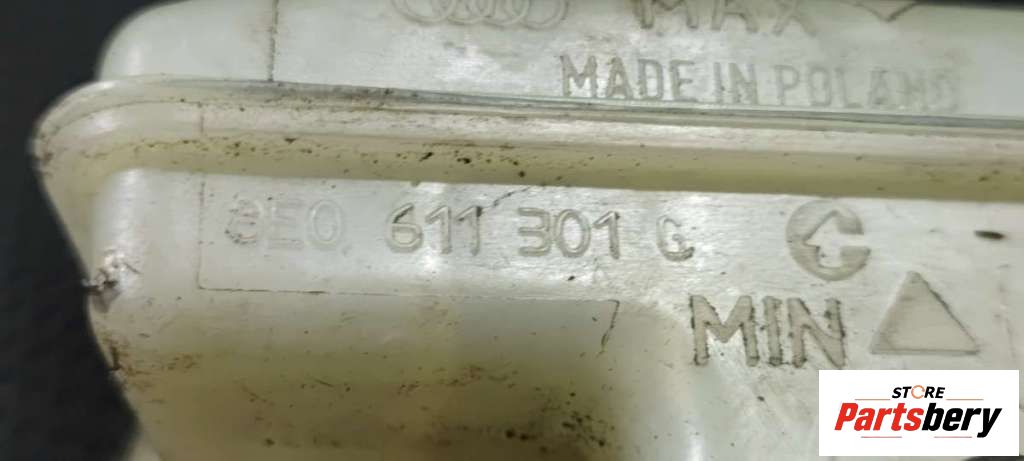 MAX
MADE IN POLAND
8E0 611 301 G
MIN
STORE
Partsbery